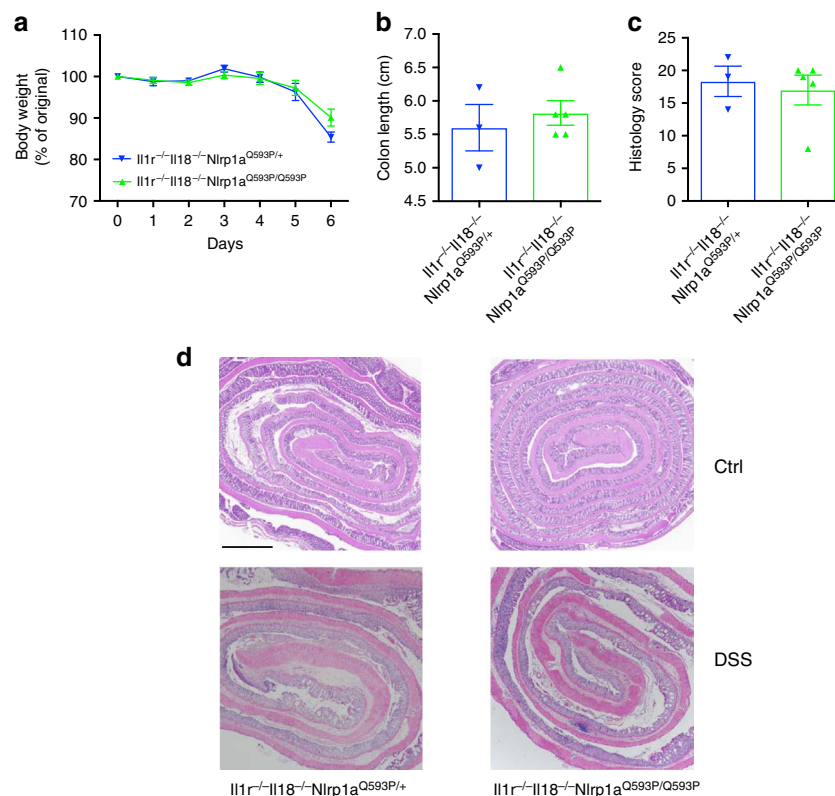 a
110
100
90
80
70
Body weight
(% of original)
Il1r⁻/⁻Il18⁻/⁻Nlrp1aQ593P/+
Il1r⁻/⁻Il18⁻/⁻Nlrp1aQ593P/Q593P
0 1 2 3 4 5 6
Days
b
6.0
7.0
6.5
6.0
5.5
5.0
4.5
Colon length (cm)
Il1r⁻/⁻Il18⁻/⁻
Nlrp1aQ593P/+
Il1r⁻/⁻Il18⁻/⁻
Nlrp1aQ593P/Q593P
c
25
20
15
10
5
0
Histology score
Il1r⁻/⁻Il18⁻/⁻
Nlrp1aQ593P/+
Il1r⁻/⁻Il18⁻/⁻
Nlrp1aQ593P/Q593P
d
Ctrl
DSS
Il1r⁻/⁻Il18⁻/⁻Nlrp1aQ593P/+
Il1r⁻/⁻Il18⁻/⁻Nlrp1aQ593P/Q593P